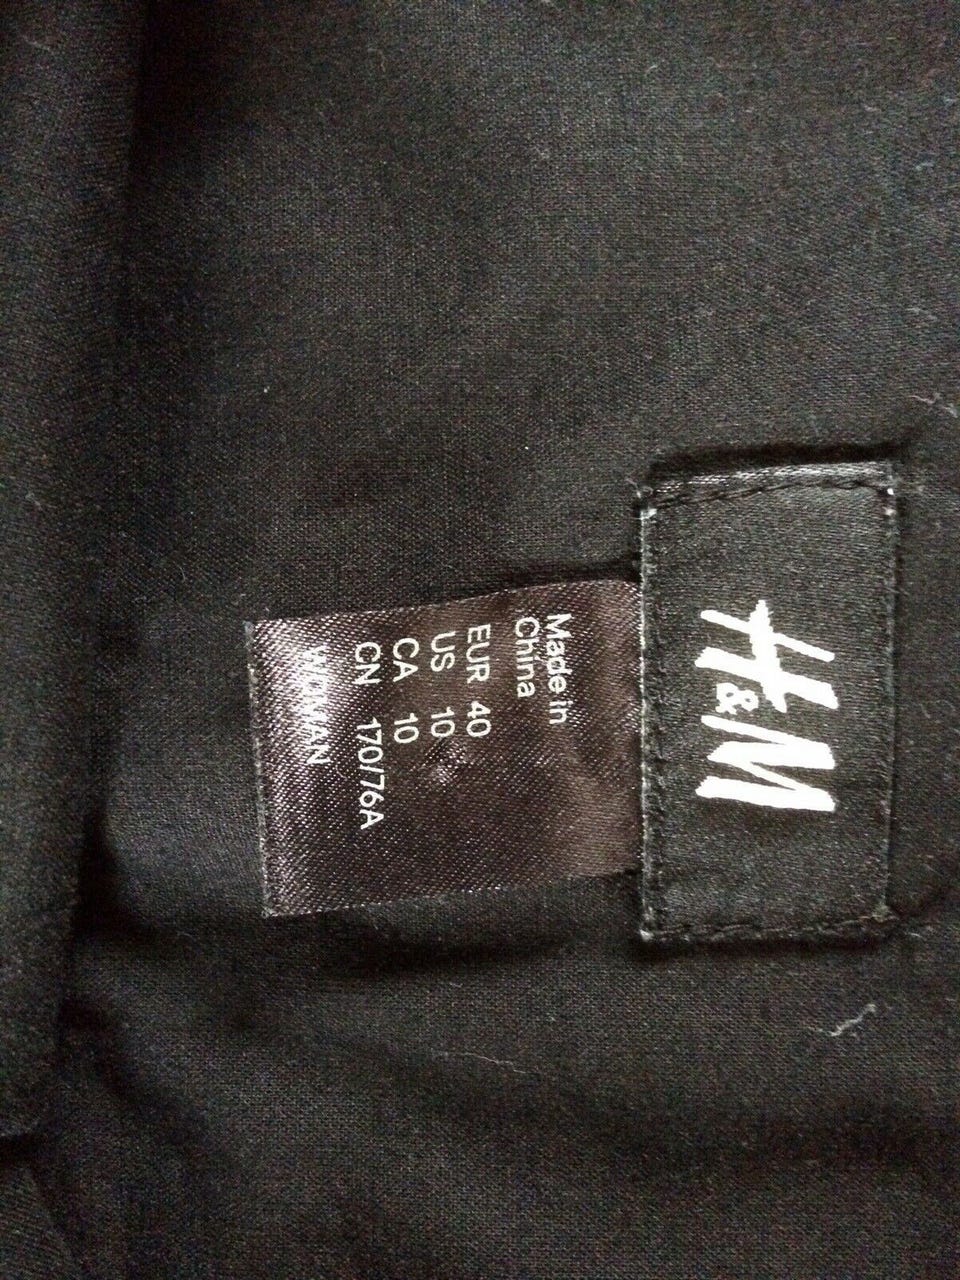 H&M
Made in
China
EUR 40
US 10
CA 10
CN 170/76A
WOMAN